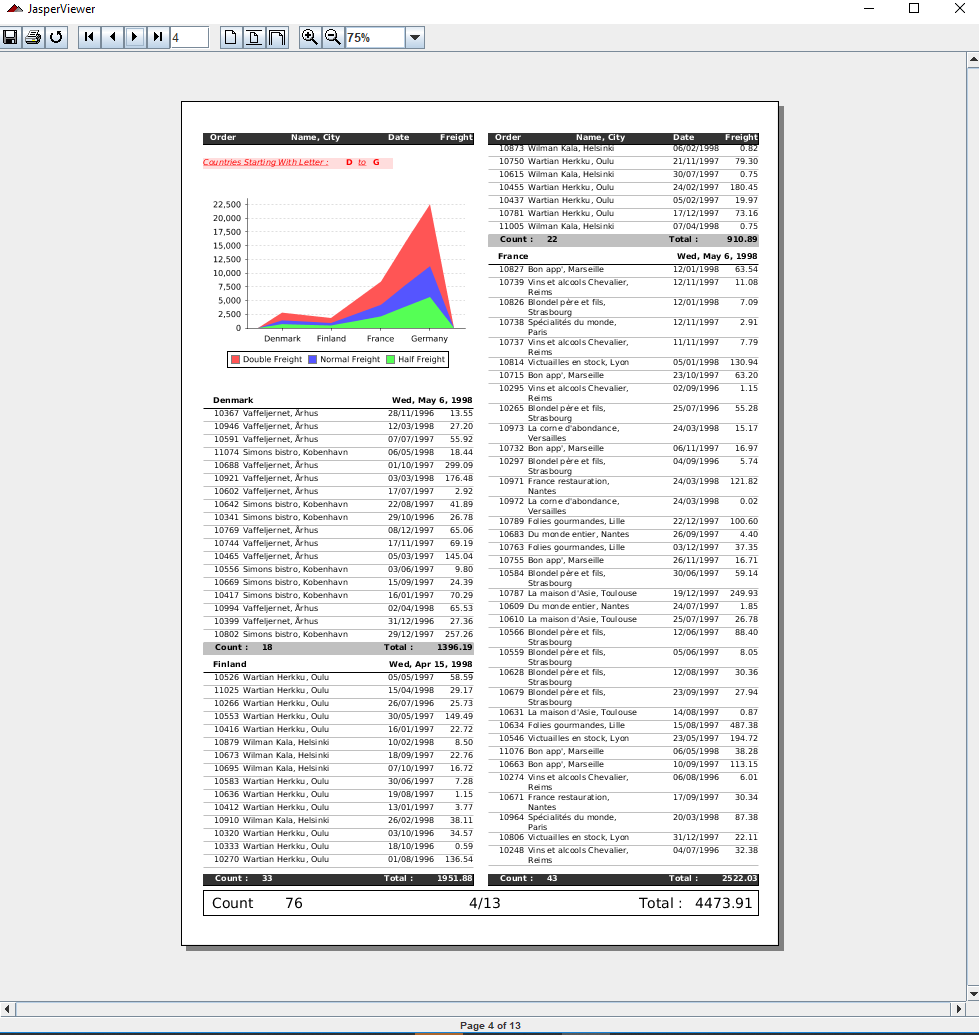 JasperViewer
4
75%
Order Name, City Date Freight
Countries Starting With Letter : D to G
22,500
20,000
17,500
15,000
12,500
10,000
7,500
5,000
2,500
0
Denmark Finland France Germany
Double Freight Normal Freight Half Freight
Denmark Wed, May 6, 1998
10367 Vaffeljernet, Århus 28/11/1996 13.55
10946 Vaffeljernet, Århus 12/03/1998 27.20
10591 Vaffeljernet, Århus 07/07/1997 55.92
11074 Simons bistro, Kobenhavn 06/05/1998 18.44
10688 Vaffeljernet, Århus 01/10/1997 299.09
10921 Vaffeljernet, Århus 03/03/1998 176.48
10602 Vaffeljernet, Århus 17/07/1997 2.92
10642 Simons bistro, Kobenhavn 22/08/1997 41.89
10341 Simons bistro, Kobenhavn 29/10/1996 26.78
10769 Vaffeljernet, Århus 08/12/1997 65.06
10744 Vaffeljernet, Århus 17/11/1997 69.19
10465 Vaffeljernet, Århus 05/03/1997 145.04
10556 Simons bistro, Kobenhavn 03/06/1997 9.80
10669 Simons bistro, Kobenhavn 15/09/1997 24.39
10417 Simons bistro, Kobenhavn 16/01/1997 70.29
10994 Vaffeljernet, Århus 02/04/1998 65.53
10399 Vaffeljernet, Århus 31/12/1996 27.36
10802 Simons bistro, Kobenhavn 29/12/1997 257.26
Count : 18 Total : 1396.19
Finland Wed, Apr 15, 1998
10526 Wartian Herkku, Oulu 05/05/1997 58.59
11025 Wartian Herkku, Oulu 15/04/1998 29.17
10266 Wartian Herkku, Oulu 26/07/1996 25.73
10553 Wartian Herkku, Oulu 30/05/1997 149.49
10416 Wartian Herkku, Oulu 16/01/1997 22.72
10879 Wilman Kala, Helsinki 10/02/1998 8.50
10673 Wilman Kala, Helsinki 18/09/1997 22.76
10695 Wilman Kala, Helsinki 07/10/1997 16.72
10583 Wartian Herkku, Oulu 30/06/1997 7.28
10636 Wartian Herkku, Oulu 19/08/1997 1.15
10412 Wartian Herkku, Oulu 13/01/1997 3.77
10910 Wilman Kala, Helsinki 26/02/1998 38.11
10320 Wartian Herkku, Oulu 03/10/1996 34.57
10333 Wartian Herkku, Oulu 18/10/1996 0.59
10270 Wartian Herkku, Oulu 01/08/1996 136.54
Count : 33 Total : 1951.88
Order Name, City Date Freight
10873 Wilman Kala, Helsinki 06/02/1998 0.82
10750 Wartian Herkku, Oulu 21/11/1997 79.30
10615 Wilman Kala, Helsinki 30/07/1997 0.75
10455 Wartian Herkku, Oulu 24/02/1997 180.45
10437 Wartian Herkku, Oulu 05/02/1997 19.97
10781 Wartian Herkku, Oulu 17/12/1997 73.16
11005 Wilman Kala, Helsinki 07/04/1998 0.75
Count : 22 Total : 910.89
France Wed, May 6, 1998
10827 Bon app', Marseille 12/01/1998 63.54
10739 Vins et alcools Chevalier, 12/11/1997 11.08
Reims
10826 Blondel père et fils, 12/01/1998 7.09
Strasbourg
10738 Spécialités du monde, 12/11/1997 2.91
Paris
10737 Vins et alcools Chevalier, 11/11/1997 7.79
Reims
10814 Victuailles en stock, Lyon 05/01/1998 130.94
10715 Bon app', Marseille 23/10/1997 63.20
10295 Vins et alcools Chevalier, 02/09/1996 1.15
Reims
10265 Blondel père et fils, 25/07/1996 55.28
Strasbourg
10973 La corne d'abondance, 24/03/1998 15.17
Versailles
10732 Bon app', Marseille 06/11/1997 16.97
10297 Blondel père et fils, 04/09/1996 5.74
Strasbourg
10971 France restauration, 24/03/1998 121.82
Nantes
10972 La corne d'abondance, 24/03/1998 0.02
Versailles
10789 Folies gourmandes, Lille 22/12/1997 100.60
10683 Du monde entier, Nantes 26/09/1997 4.40
10763 Folies gourmandes, Lille 03/12/1997 37.35
10755 Bon app', Marseille 26/11/1997 16.71
10584 Blondel père et fils, 30/06/1997 59.14
Strasbourg
10787 La maison d'Asie, Toulouse 19/12/1997 249.93
10609 Du monde entier, Nantes 24/07/1997 1.85
10610 La maison d'Asie, Toulouse 25/07/1997 26.78
10566 Blondel père et fils, 12/06/1997 88.40
Strasbourg
10559 Blondel père et fils, 05/06/1997 8.05
Strasbourg
10628 Blondel père et fils, 12/08/1997 30.36
Strasbourg
10679 Blondel père et fils, 23/09/1997 27.94
Strasbourg
10631 La maison d'Asie, Toulouse 14/08/1997 0.87
10634 Folies gourmandes, Lille 15/08/1997 487.38
10546 Victuailles en stock, Lyon 23/05/1997 194.72
11076 Bon app', Marseille 06/05/1998 38.28
10663 Bon app', Marseille 10/09/1997 113.15
10274 Vins et alcools Chevalier, 06/08/1996 6.01
Reims
10671 France restauration, 17/09/1997 30.34
Nantes
10964 Spécialités du monde, 20/03/1998 87.38
Paris
10806 Victuailles en stock, Lyon 31/12/1997 22.11
10248 Vins et alcools Chevalier, 04/07/1996 32.38
Reims
Count : 43 Total : 2522.03
Count 76 4/13 Total : 4473.91
Page 4 of 13